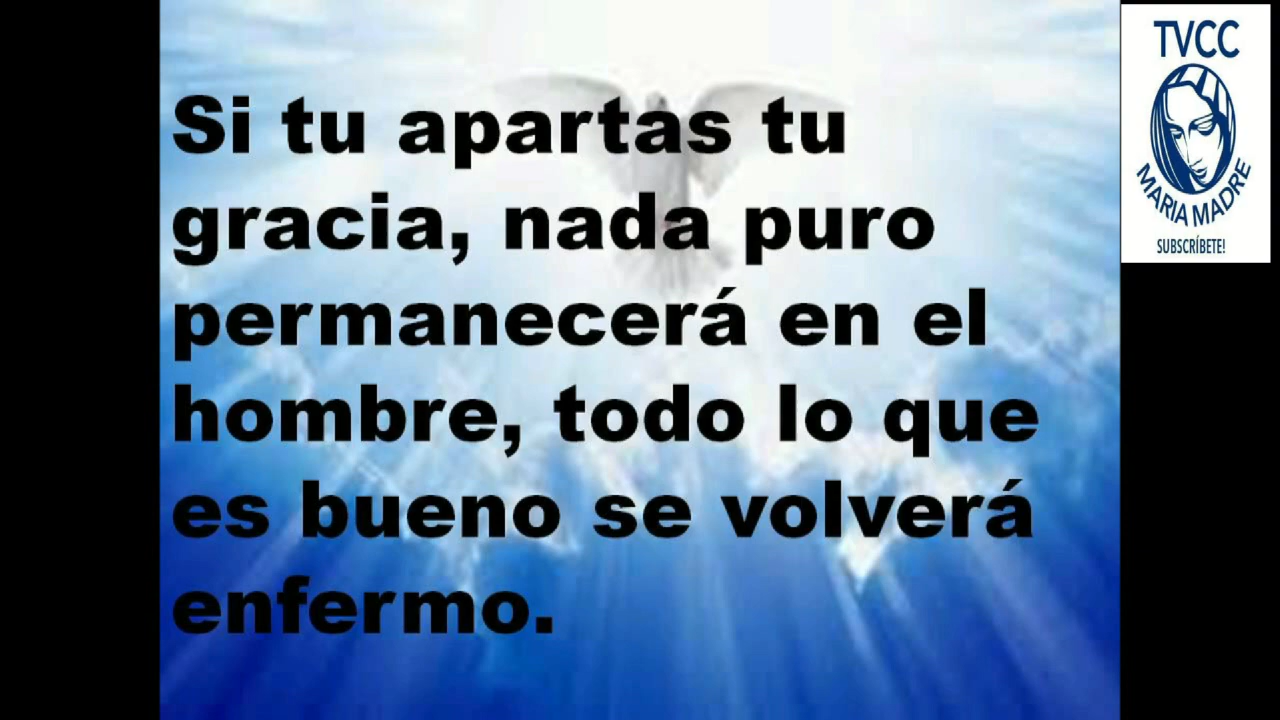 Si tu apartas tu
gracia, nada puro
permanecerá en el
hombre, todo lo que
es bueno se volverá
enfermo.
TVCC
MARIA MADRE
SUBSCRÍBETE!